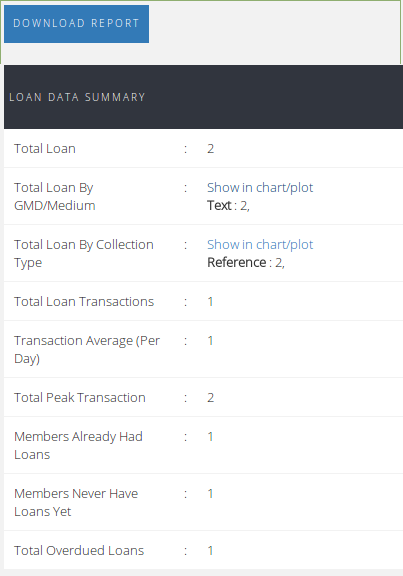 DOWNLOAD REPORT
LOAN DATA SUMMARY
Total Loan : 2
Total Loan By : Show in chart/plot
GMD/Medium Text : 2,
Total Loan By Collection : Show in chart/plot
Type Reference : 2,
Total Loan Transactions : 1
Transaction Average (Per : 1
Day)
Total Peak Transaction : 2
Members Already Had : 1
Loans
Members Never Have : 1
Loans Yet
Total Overdued Loans : 1